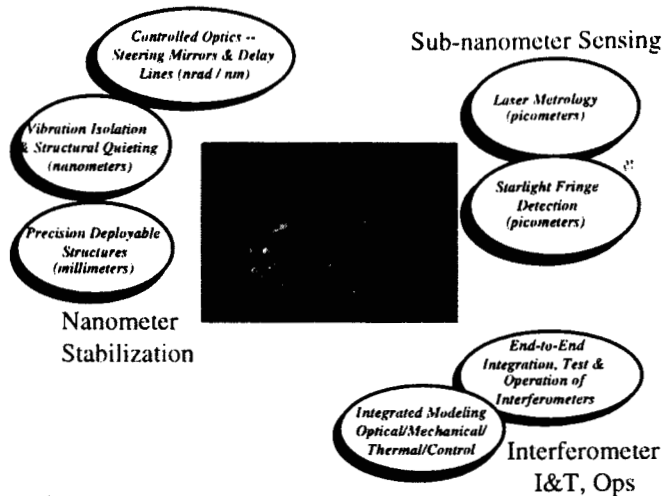 Controlled Optics --
Steering Mirrors & Delay
Lines (nrad / nm)
Vibration Isolation
& Structural Quieting
(nanometers)
Precision Deployable
Structures
(millimeters)
Nanometer
Stabilization
Sub-nanometer Sensing
Laser Metrology
(picometers)
Starlight Fringe
Detection
(picometers)
End-to-End
Integration, Test &
Operation of
Interferometers
Integrated Modeling
Optical/Mechanical/
Thermal/Control
Interferometer
I&T, Ops